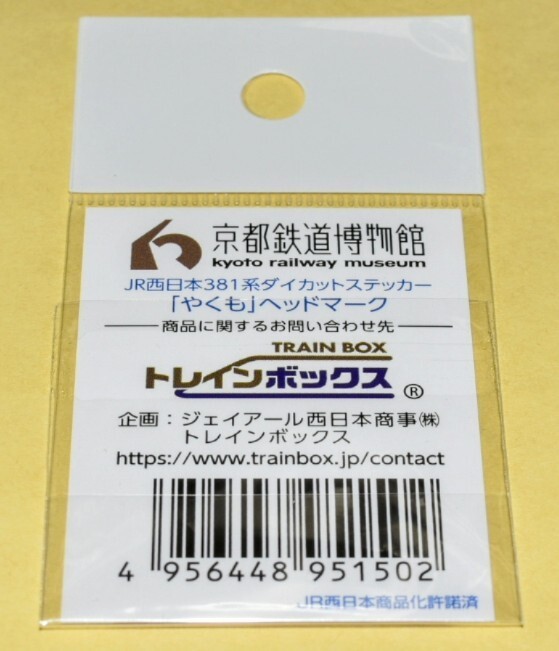 京都鉄道博物館
kyoto railway museum
JR西日本381系ダイカットステッカー
「やくも」ヘッドマーク
商品に関するお問い合わせ先
TRAIN BOX
トレインボックス®
企画：ジェイアール西日本商事㈱
トレインボックス
https://www.trainbox.jp/contact
4 956448 951502
JR西日本商品化許諾済